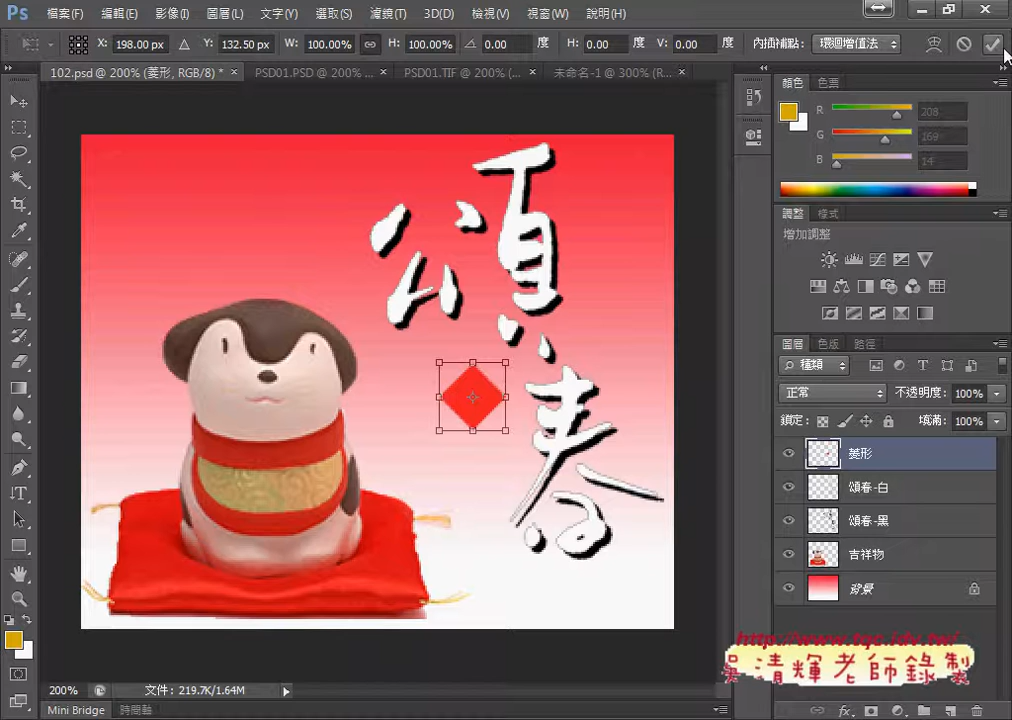 Ps 檔案(F) 編輯(E) 影像(I) 圖層(L) 文字(Y) 選取(S) 濾鏡(T) 3D(D) 檢視(V) 視窗(W) 說明(H)
X: 198.00 px Y: 132.50 px W: 100.00% H: 100.00% 0.00 度 H: 0.00 度 V: 0.00 度 內插補點: 環迴增值法
102.psd @ 200% (菱形, RGB/8) * × PSD01.PSD @ 200% ... × PSD01.TIF @ 200% (... × 未命名-1 @ 300% (R... ×
顏色 色票
R 208
G 169
B 14
調整 樣式
增加調整
圖層 色版 路徑
種類
正常 不透明度: 100%
鎖定: 填滿: 100%
菱形
頌春-白
頌春-黑
吉祥物
背景
頌春
http://www.tqc.idv.tw/
吳清輝老師錄製
200% 文件: 219.7K/1.64M
Mini Bridge 時間軸